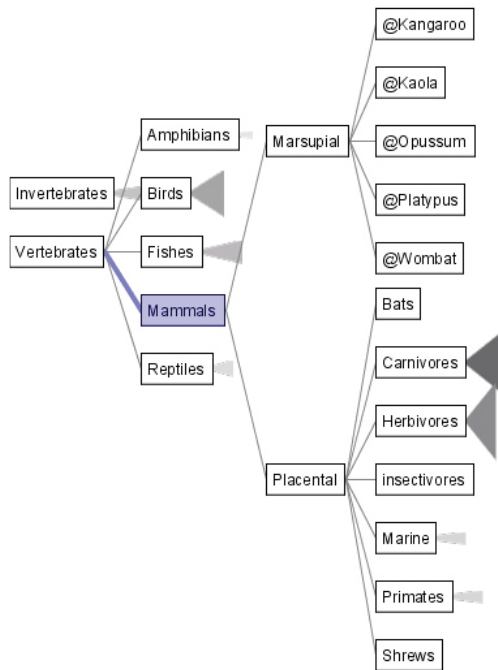 Invertebrates
Vertebrates
Amphibians
Birds
Fishes
Mammals
Reptiles
Marsupial
Placental
@Kangaroo
@Kaola
@Opussum
@Platypus
@Wombat
Bats
Carnivores
Herbivores
insectivores
Marine
Primates
Shrews